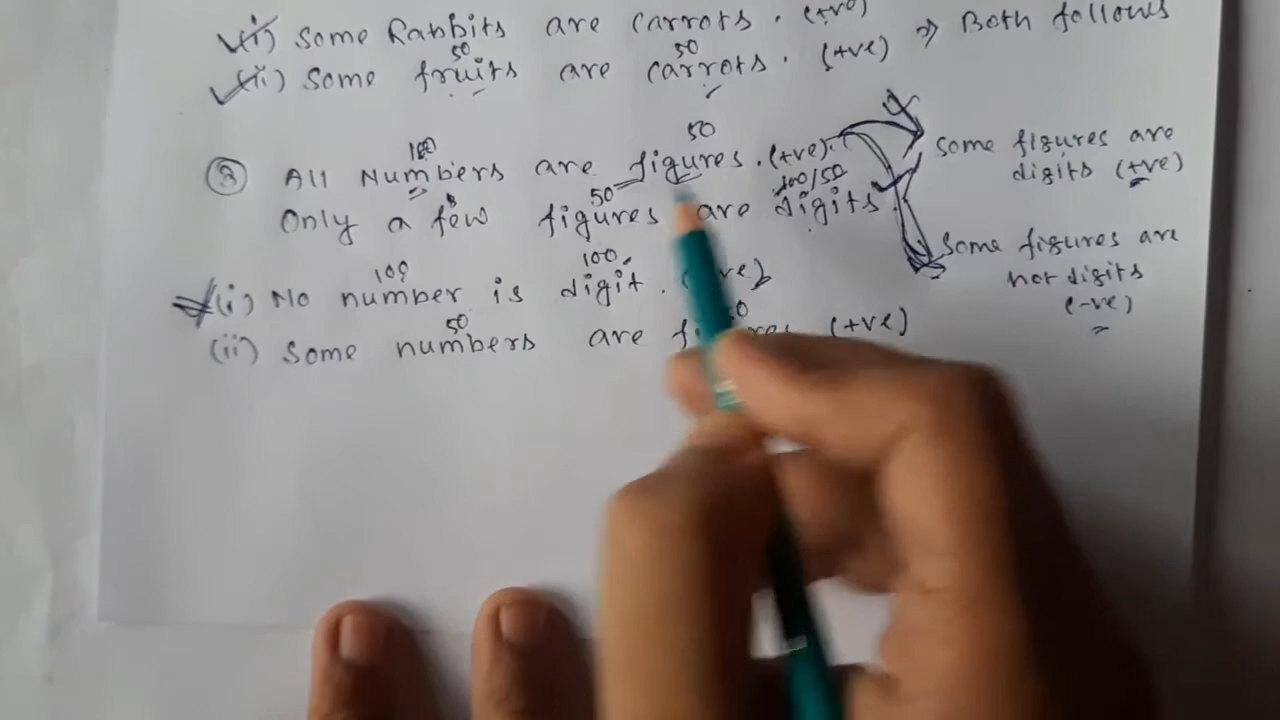 (i) Some Rabbits are carrots. (+ve) ⇒ Both follows
50 50
(ii) Some fruits are carrots. (+ve)
100 50
③ All Numbers are figures. (+ve).
50 100/50
Only a few figures are digits.
Some figures are
digits (+ve)
Some figures are
not digits
(-ve)
100 100
(i) No number is digit.
50
(ii) Some numbers are (+ve)